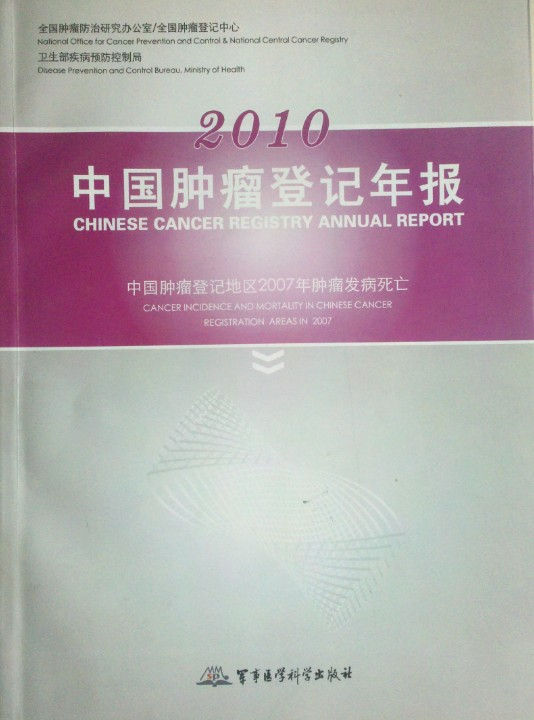 全国肿瘤防治研究办公室/全国肿瘤登记中心
National Office for Cancer Prevention and Control & National Central Cancer Registry
卫生部疾病预防控制局
Disease Prevention and Control Bureau, Ministry of Health
2010
中国肿瘤登记年报
CHINESE CANCER REGISTRY ANNUAL REPORT
中国肿瘤登记地区2007年肿瘤发病死亡
CANCER INCIDENCE AND MORTALITY IN CHINESE CANCER
REGISTRATION AREAS IN 2007
军事医学科学出版社